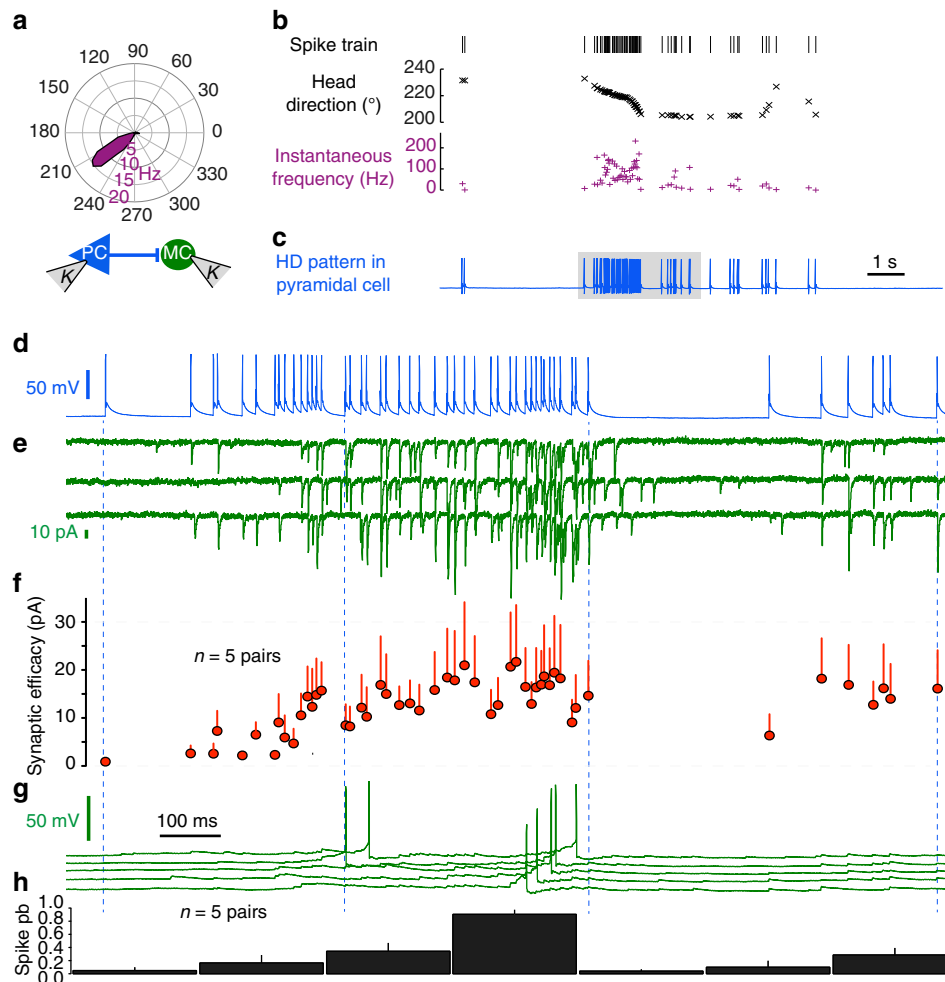 a
90
120
60
150
30
180
0
210
330
240
300
270
5
10
Hz
15
20
PC
MC
K
K
b
Spike train
Head
direction (°)
240
220
200
Instantaneous
frequency (Hz)
200
100
0
c
HD pattern in
pyramidal cell
1 s
d
50 mV
e
10 pA
f
Synaptic efficacy (pA)
30
20
10
0
n = 5 pairs
g
50 mV
100 ms
h
Spike pb
1.0
0.8
0.6
0.4
0.2
0.0
n = 5 pairs